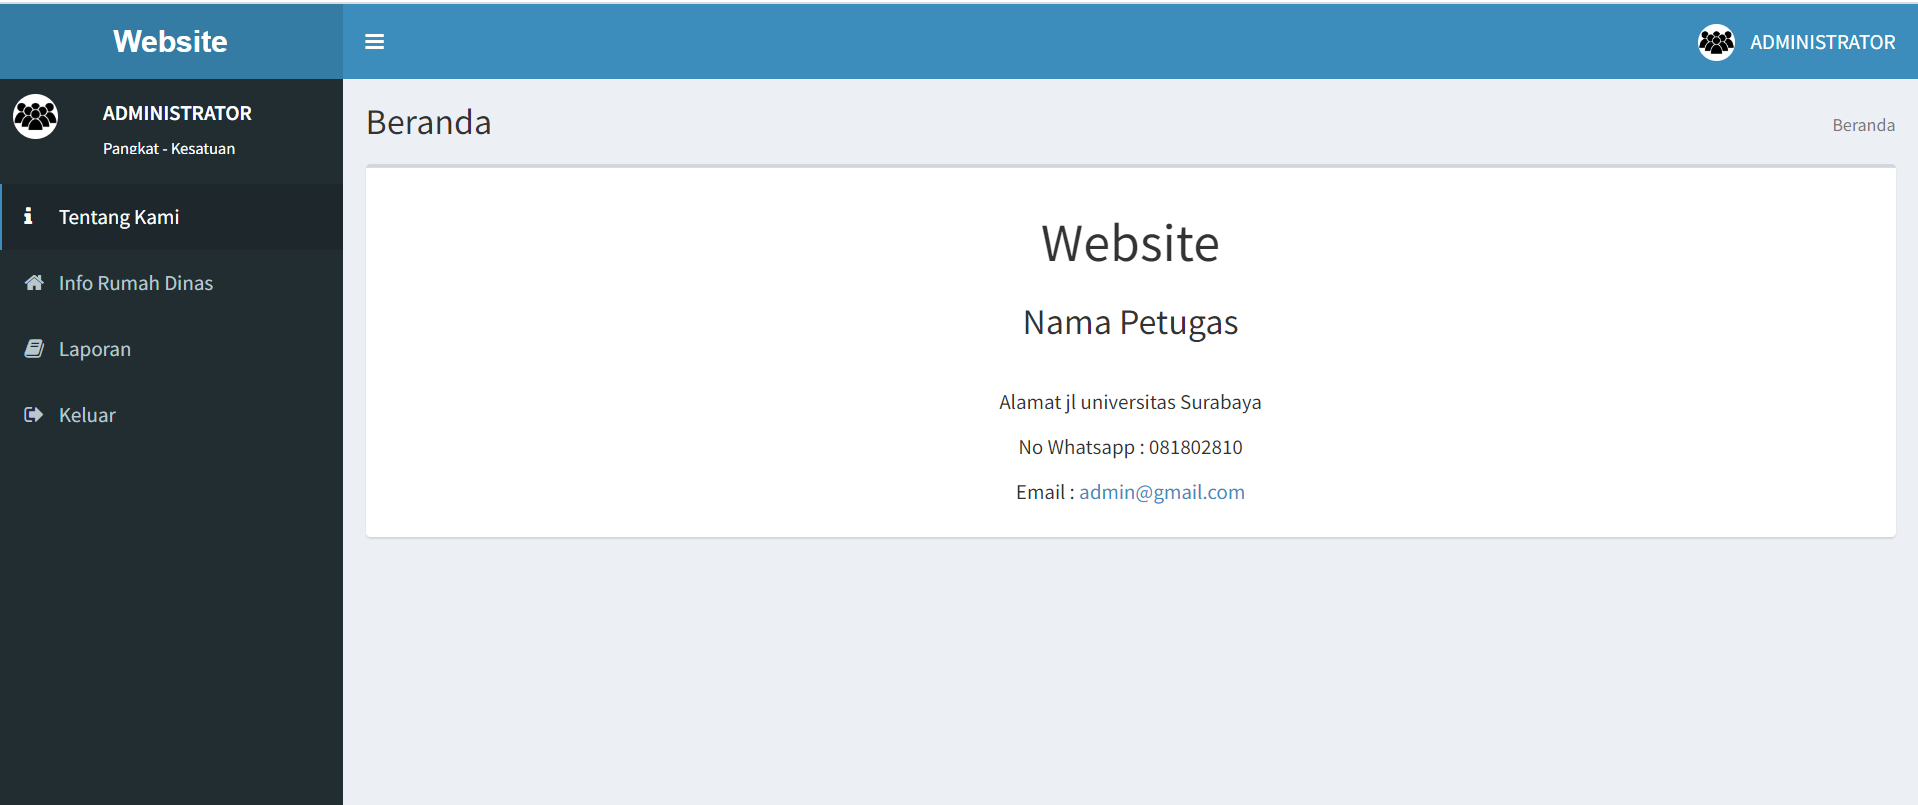 Website
ADMINISTRATOR
ADMINISTRATOR
Pangkat - Kesatuan
Tentang Kami
Info Rumah Dinas
Laporan
Keluar
Beranda
Beranda
Website
Nama Petugas
Alamat jl universitas Surabaya
No Whatsapp : 081802810
Email : admin@gmail.com